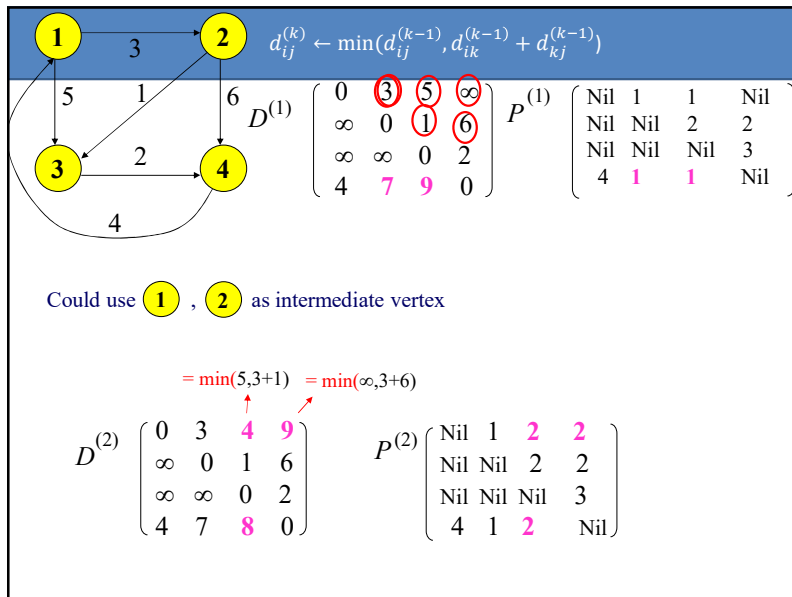 1 3 2
d_{ij}^{(k)} ← min(d_{ij}^{(k-1)}, d_{ik}^{(k-1)} + d_{kj}^{(k-1)})
5 1 6
3 2 4
4
D^{(1)}
0 3 5 ∞
∞ 0 1 6
∞ ∞ 0 2
4 7 9 0
P^{(1)}
Nil 1 1 Nil
Nil Nil 2 2
Nil Nil Nil 3
4 1 1 Nil
Could use 1 , 2 as intermediate vertex
= min(5,3+1) = min(∞,3+6)
D^{(2)}
0 3 4 9
∞ 0 1 6
∞ ∞ 0 2
4 7 8 0
P^{(2)}
Nil 1 2 2
Nil Nil 2 2
Nil Nil Nil 3
4 1 2 Nil